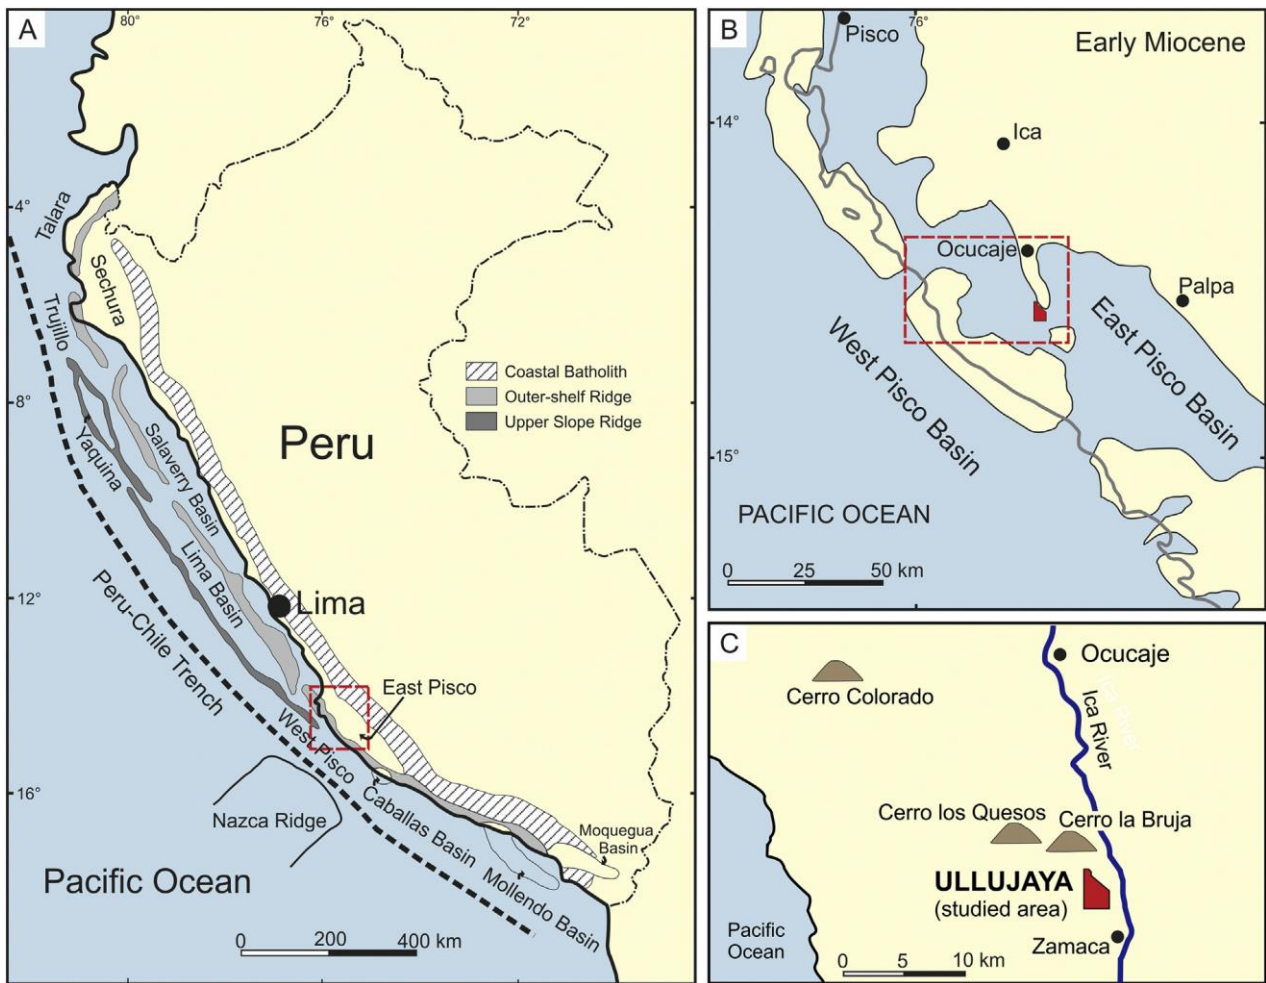 A
80°
76°
72°
4°
8°
12°
16°
Talara
Sechura
Trujillo
Yaquina
Salaverry Basin
Lima Basin
Peru-Chile Trench
Peru
Coastal Batholith
Outer-shelf Ridge
Upper Slope Ridge
Lima
East Pisco
West Pisco
Caballas Basin
Nazca Ridge
Moquegua
Basin
Mollendo Basin
Pacific Ocean
0 200 400 km
B
76°
Pisco
Early Miocene
14°
Ica
Ocucaje
Palpa
East Pisco Basin
West Pisco Basin
15°
PACIFIC OCEAN
0 25 50 km
C
Ocucaje
Cerro Colorado
Ica River
Ica River
Cerro los Quesos
Cerro la Bruja
ULLUJAYA
(studied area)
Pacific
Ocean
Zamaca
0 5 10 km